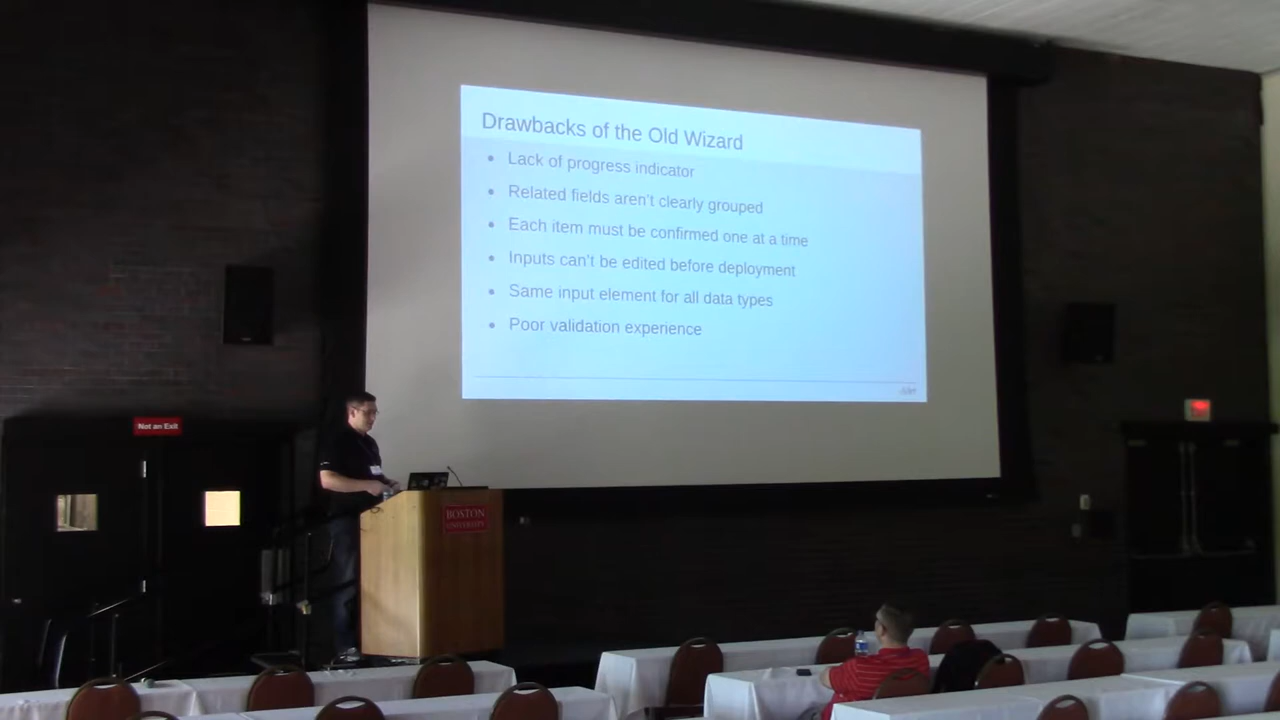 Drawbacks of the Old Wizard
• Lack of progress indicator
• Related fields aren't clearly grouped
• Each item must be confirmed one at a time
• Inputs can't be edited before deployment
• Same input element for all data types
• Poor validation experience
Not an Exit
BOSTON
UNIVERSITY